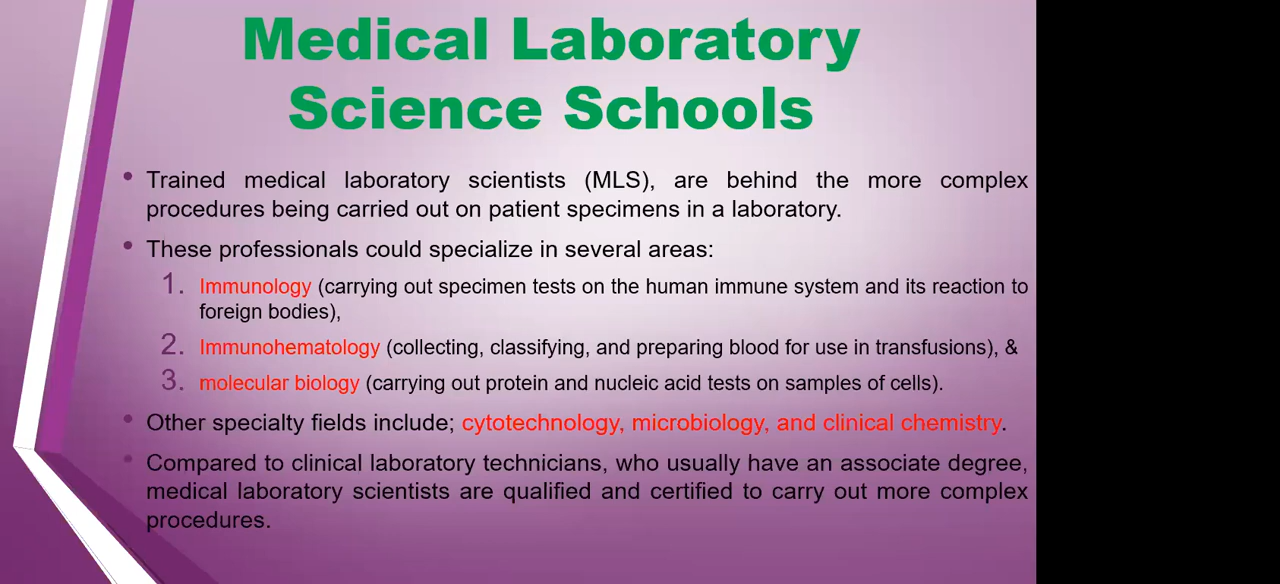 Medical Laboratory
Science Schools
• Trained medical laboratory scientists (MLS), are behind the more complex
procedures being carried out on patient specimens in a laboratory.
• These professionals could specialize in several areas:
1. Immunology (carrying out specimen tests on the human immune system and its reaction to
foreign bodies),
2. Immunohematology (collecting, classifying, and preparing blood for use in transfusions), &
3. molecular biology (carrying out protein and nucleic acid tests on samples of cells).
• Other specialty fields include; cytotechnology, microbiology, and clinical chemistry.
• Compared to clinical laboratory technicians, who usually have an associate degree,
medical laboratory scientists are qualified and certified to carry out more complex
procedures.